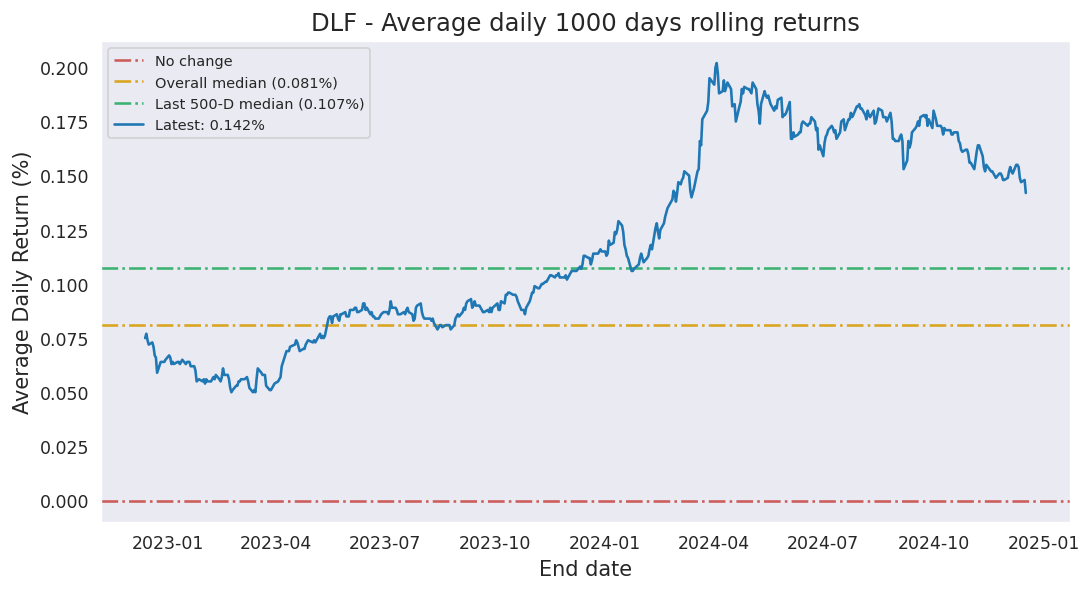 DLF - Average daily 1000 days rolling returns
No change
Overall median (0.081%)
Last 500-D median (0.107%)
Latest: 0.142%
Average Daily Return (%)
0.200
0.175
0.150
0.125
0.100
0.075
0.050
0.025
0.000
2023-01 2023-04 2023-07 2023-10 2024-01 2024-04 2024-07 2024-10 2025-01
End date